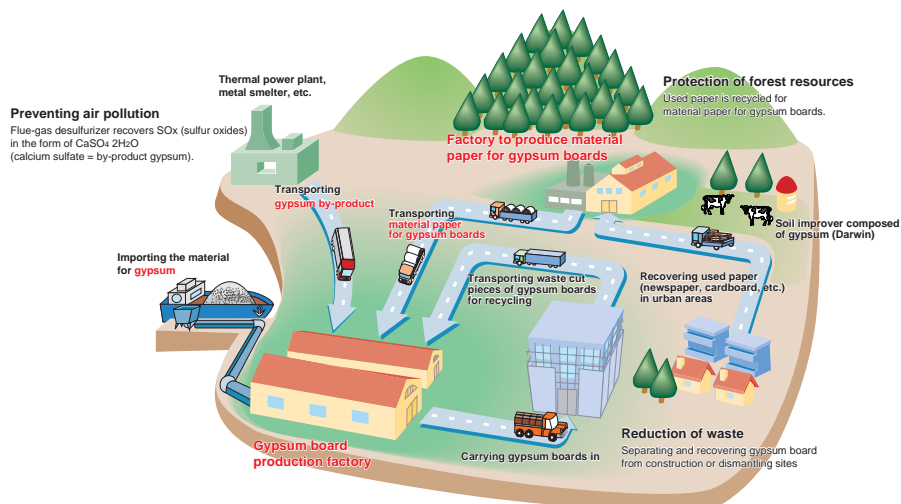 Thermal power plant,
metal smelter, etc.
Protection of forest resources
Used paper is recycled for
material paper for gypsum boards.
Preventing air pollution
Flue-gas desulfurizer recovers SOx (sulfur oxides)
in the form of CaSO4 2H2O
(calcium sulfate = by-product gypsum).
Factory to produce material
paper for gypsum boards
Transporting
gypsum by-product
Transporting
material paper
for gypsum boards
Soil improver composed
of gypsum (Darwin)
Importing the material
for gypsum
Transporting waste cut
pieces of gypsum boards
for recycling
Recovering used paper
(newspaper, cardboard, etc.)
in urban areas
Gypsum board
production factory
Carrying gypsum boards in
Reduction of waste
Separating and recovering gypsum board
from construction or dismantling sites